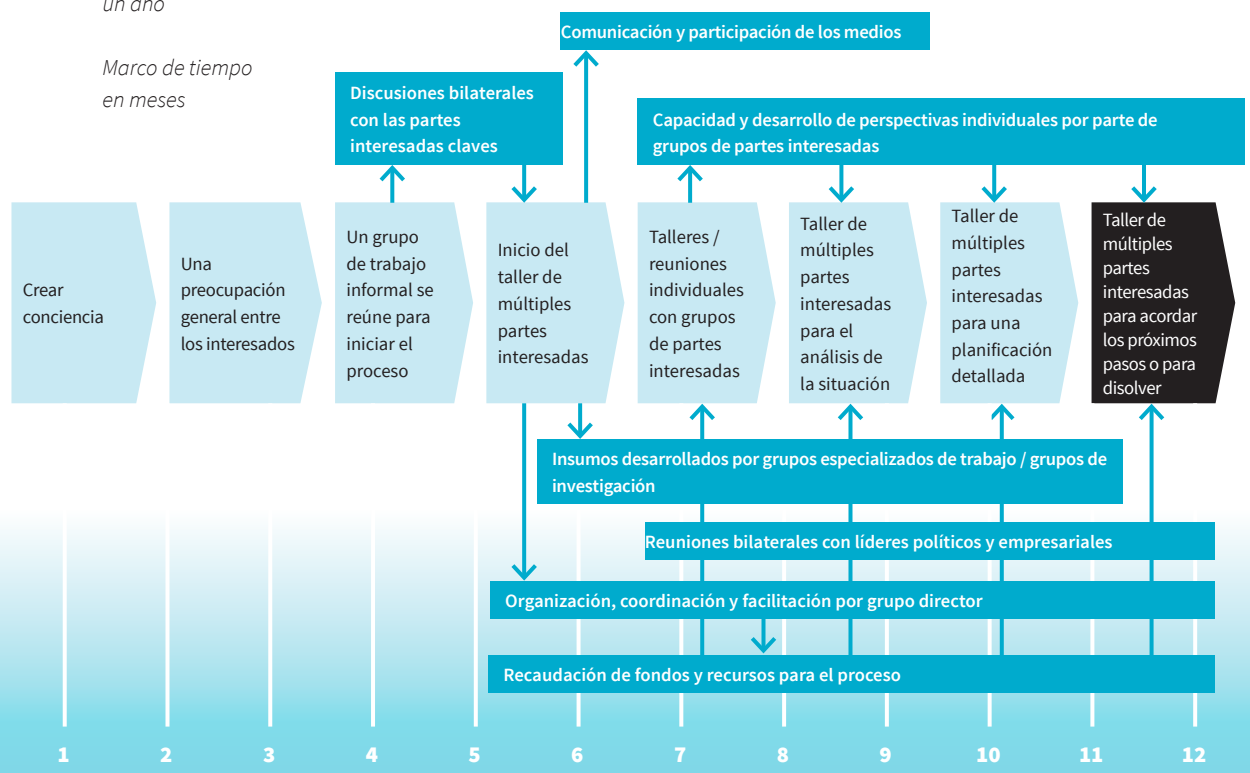 un año
Marco de tiempo
en meses
Comunicación y participación de los medios
Discusiones bilaterales
con las partes
interesadas claves
Capacidad y desarrollo de perspectivas individuales por parte de
grupos de partes interesadas
Crear
conciencia
Una
preocupación
general entre
los interesados
Un grupo
de trabajo
informal se
reúne para
iniciar el
proceso
Inicio del
taller de
múltiples
partes
interesadas
Talleres /
reuniones
individuales
con grupos
de partes
interesadas
Taller de
múltiples
partes
interesadas
para el
análisis de
la situación
Taller de
múltiples
partes
interesadas
para una
planificación
detallada
Taller de
múltiples
partes
interesadas
para acordar
los próximos
pasos o para
disolver
Insumos desarrollados por grupos especializados de trabajo / grupos de
investigación
Reuniones bilaterales con líderes políticos y empresariales
Organización, coordinación y facilitación por grupo director
Recaudación de fondos y recursos para el proceso
1 2 3 4 5 6 7 8 9 10 11 12